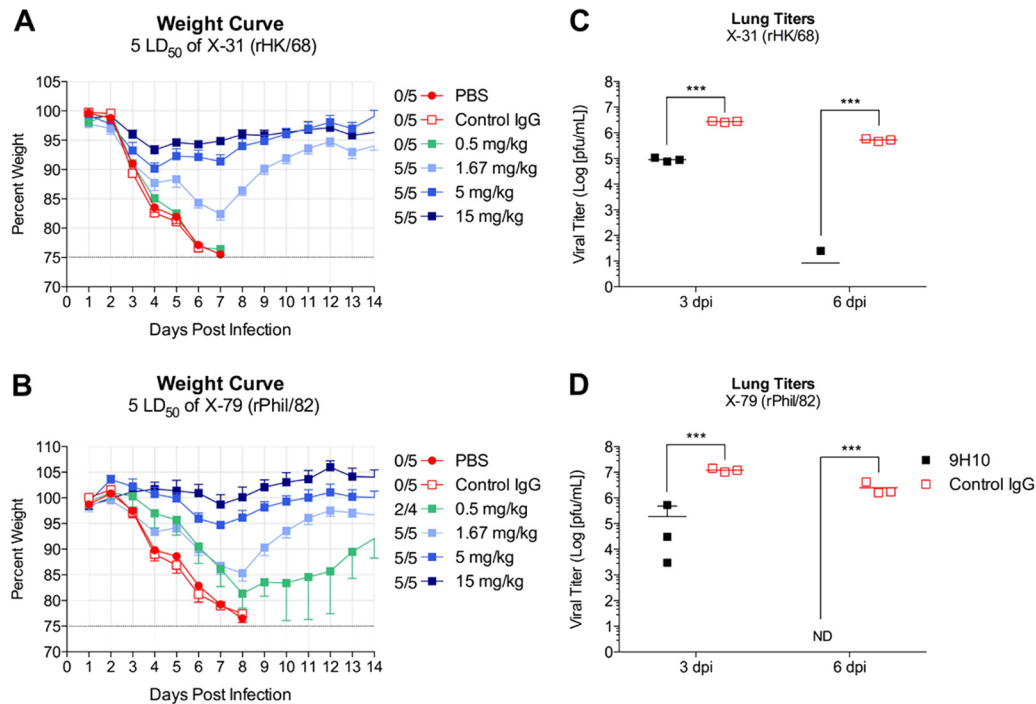 A
Weight Curve
5 LD50 of X-31 (rHK/68)
Percent Weight
105
100
95
90
85
80
75
70
0 1 2 3 4 5 6 7 8 9 10 11 12 13 14
Days Post Infection
0/5 PBS
0/5 Control IgG
0/5 0.5 mg/kg
5/5 1.67 mg/kg
5/5 5 mg/kg
5/5 15 mg/kg
C
Lung Titers
X-31 (rHK/68)
Viral Titer (Log [pfu/mL])
8
7
6
5
4
3
2
1
0
***
***
3 dpi 6 dpi
B
Weight Curve
5 LD50 of X-79 (rPhil/82)
Percent Weight
110
105
100
95
90
85
80
75
70
0 1 2 3 4 5 6 7 8 9 10 11 12 13 14
Days Post Infection
0/5 PBS
0/5 Control IgG
2/4 0.5 mg/kg
5/5 1.67 mg/kg
5/5 5 mg/kg
5/5 15 mg/kg
D
Lung Titers
X-79 (rPhil/82)
Viral Titer (Log [pfu/mL])
8
7
6
5
4
3
2
1
0
***
***
ND
3 dpi 6 dpi
9H10
Control IgG